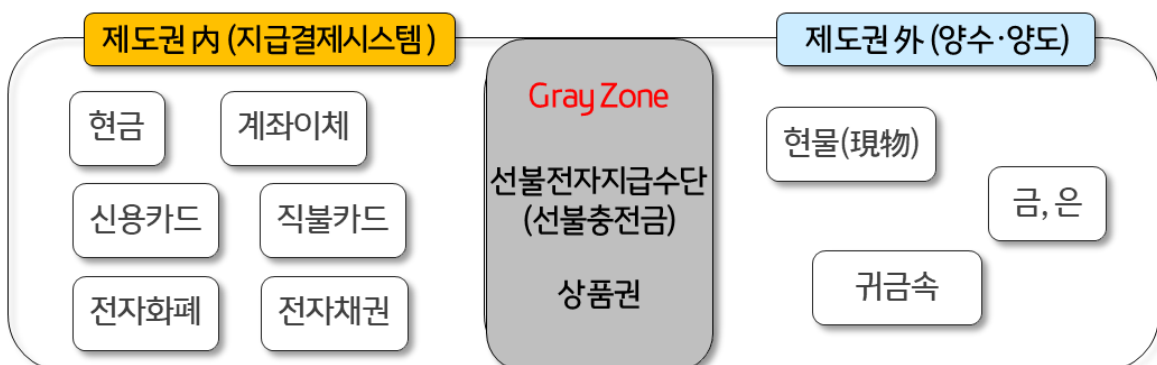 제도권 內 (지급결제시스템)
현금
계좌이체
신용카드
직불카드
전자화폐
전자채권
Gray Zone
선불전자지급수단
(선불충전금)
상품권
제도권 外 (양수·양도)
현물(現物)
금, 은
귀금속